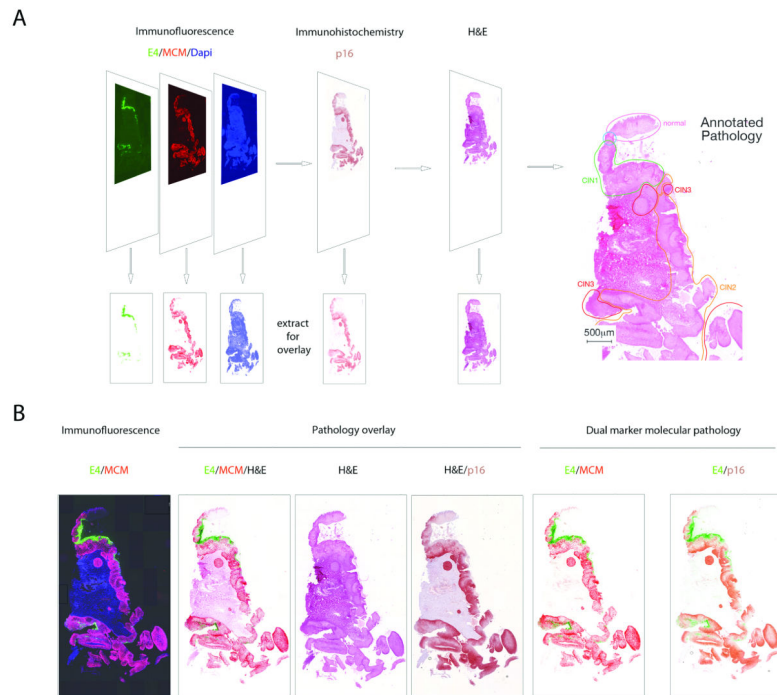 A
Immunofluorescence
E4/MCM/Dapi
Immunohistochemistry
p16
H&E
Annotated
Pathology
normal
CIN1
CIN3
CIN3
CIN2
500μm
extract
for
overlay
B
Immunofluorescence
Pathology overlay
Dual marker molecular pathology
E4/MCM
E4/MCM/H&E
H&E
H&E/p16
E4/MCM
E4/p16